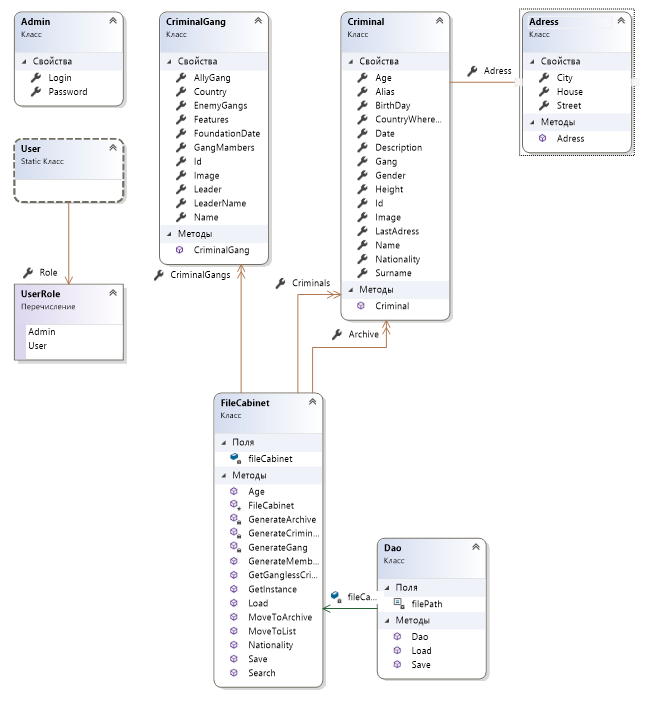 Admin
Класс
Свойства
Login
Password
User
Static Класс
Role
UserRole
Перечисление
Admin
User
CriminalGang
Класс
Свойства
AllyGang
Country
EnemyGangs
Features
FoundationDate
GangMambers
Id
Image
Leader
LeaderName
Name
Методы
CriminalGang
CriminalGangs
Criminal
Класс
Свойства
Age
Alias
BirthDay
CountryWhere...
Date
Description
Gang
Gender
Height
Id
Image
LastAdress
Name
Nationality
Surname
Методы
Criminal
Criminals
Archive
Adress
Adress
Класс
Свойства
City
House
Street
Методы
Adress
FileCabinet
Класс
Поля
fileCabinet
Методы
Age
FileCabinet
GenerateArchive
GenerateCrimin...
GenerateGang
GenerateMemb...
GetGanglessCri...
GetInstance
Load
MoveToArchive
MoveToList
Nationality
Save
Search
fileCa...
Dao
Класс
Поля
filePath
Методы
Dao
Load
Save